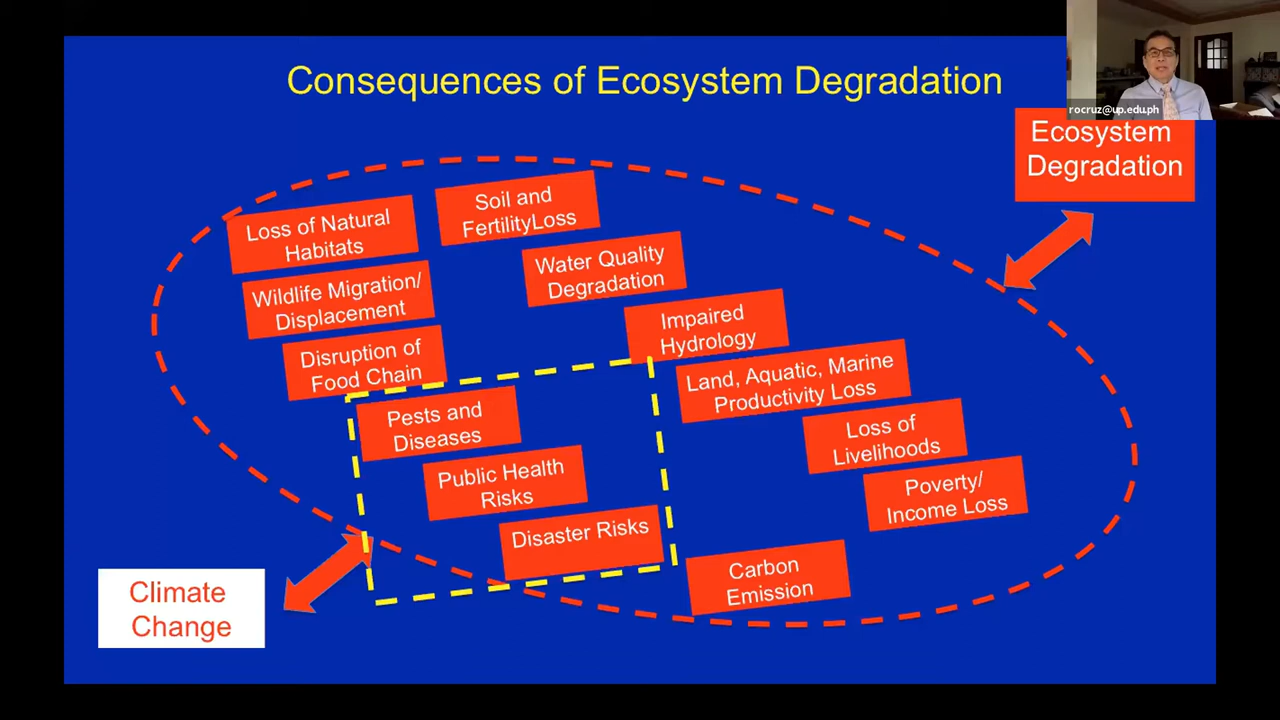 Consequences of Ecosystem Degradation
rocruz@up.edu.ph
Ecosystem
Degradation
Loss of Natural
Habitats
Soil and
FertilityLoss
Wildlife Migration/
Displacement
Water Quality
Degradation
Disruption of
Food Chain
Impaired
Hydrology
Land, Aquatic, Marine
Productivity Loss
Pests and
Diseases
Loss of
Livelihoods
Public Health
Risks
Poverty/
Income Loss
Disaster Risks
Carbon
Emission
Climate
Change